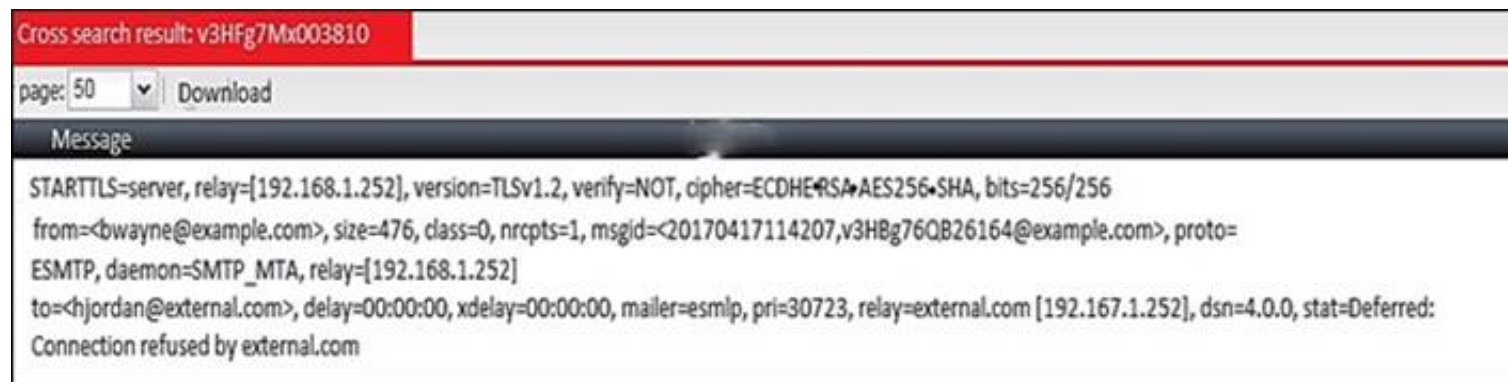 Cross search result: v3HFg7Mx003810
page: 50 Download
Message
STARTTLS=server, relay=[192.168.1.252], version=TLSv1.2, verify=NOT, cipher=ECDHE•RSA•AES256•SHA, bits=256/256
from=<bwayne@example.com>, size=476, class=0, nrcpts=1, msgid=<20170417114207,v3HBg76QB26164@example.com>, proto=
ESMTP, daemon=SMTP_MTA, relay=[192.168.1.252]
to=<hjordan@external.com>, delay=00:00:00, xdelay=00:00:00, mailer=esmlp, pri=30723, relay=external.com [192.167.1.252], dsn=4.0.0, stat=Deferred:
Connection refused by external.com